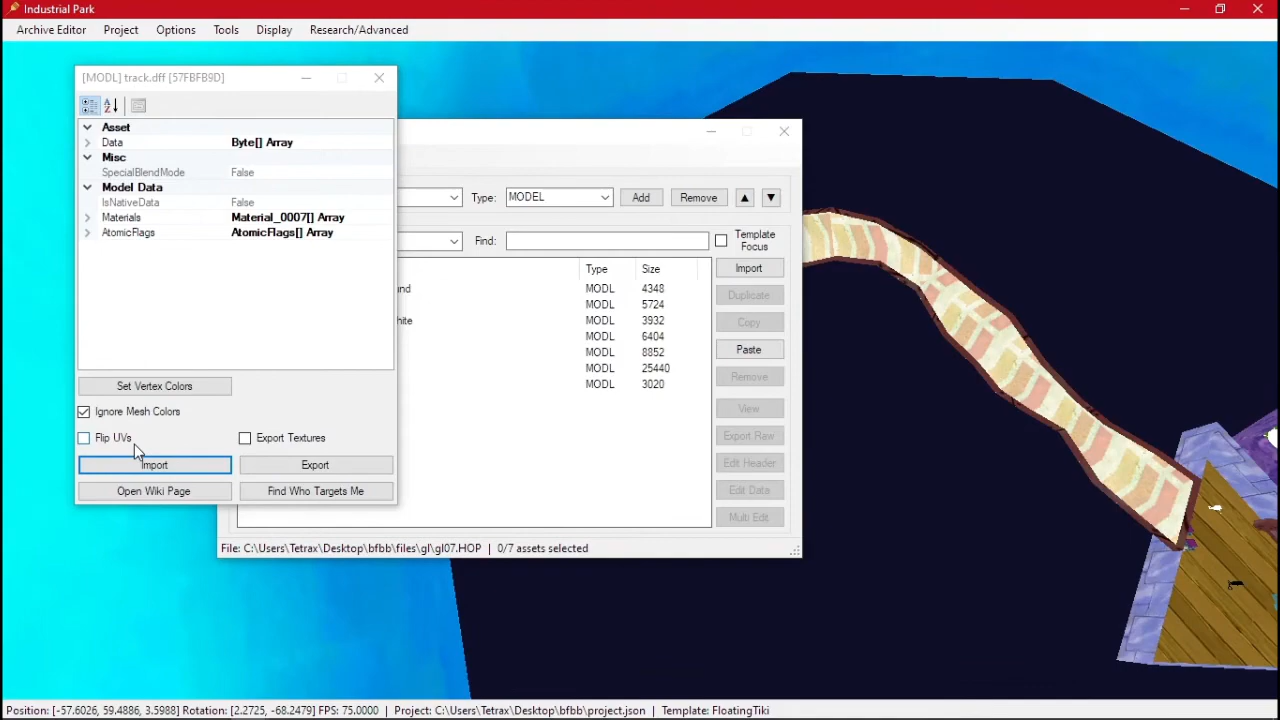 Industrial Park
Archive Editor Project Options Tools Display Research/Advanced
[MODL] track.dff [57FBFB9D]
Asset
Data Byte[] Array
Misc
SpecialBlendMode False
Model Data
IsNativeData False
Materials Material_0007[] Array
AtomicFlags AtomicFlags[] Array
Set Vertex Colors
Ignore Mesh Colors
Flip UVs Export Textures
Import Export
Open Wiki Page Find Who Targets Me
Type: MODEL Add Remove ▲ ▼
Find: Template
Focus
Type Size
MODL 4348
MODL 5724
MODL 3932
MODL 6404
MODL 8852
MODL 25440
MODL 3020
Import
Duplicate
Copy
Paste
Remove
View
Export Raw
Edit Header
Edit Data
Multi Edit
File: C:\Users\Tetrax\Desktop\bfbb\files\gl\gl07.HOP | 0/7 assets selected
Position: [-57.6026, 59.4886, 3.5988] Rotation: [2.2725, -68.2479] FPS: 75.0000 | Project: C:\Users\Tetrax\Desktop\bfbb\project.json | Template: FloatingTiki